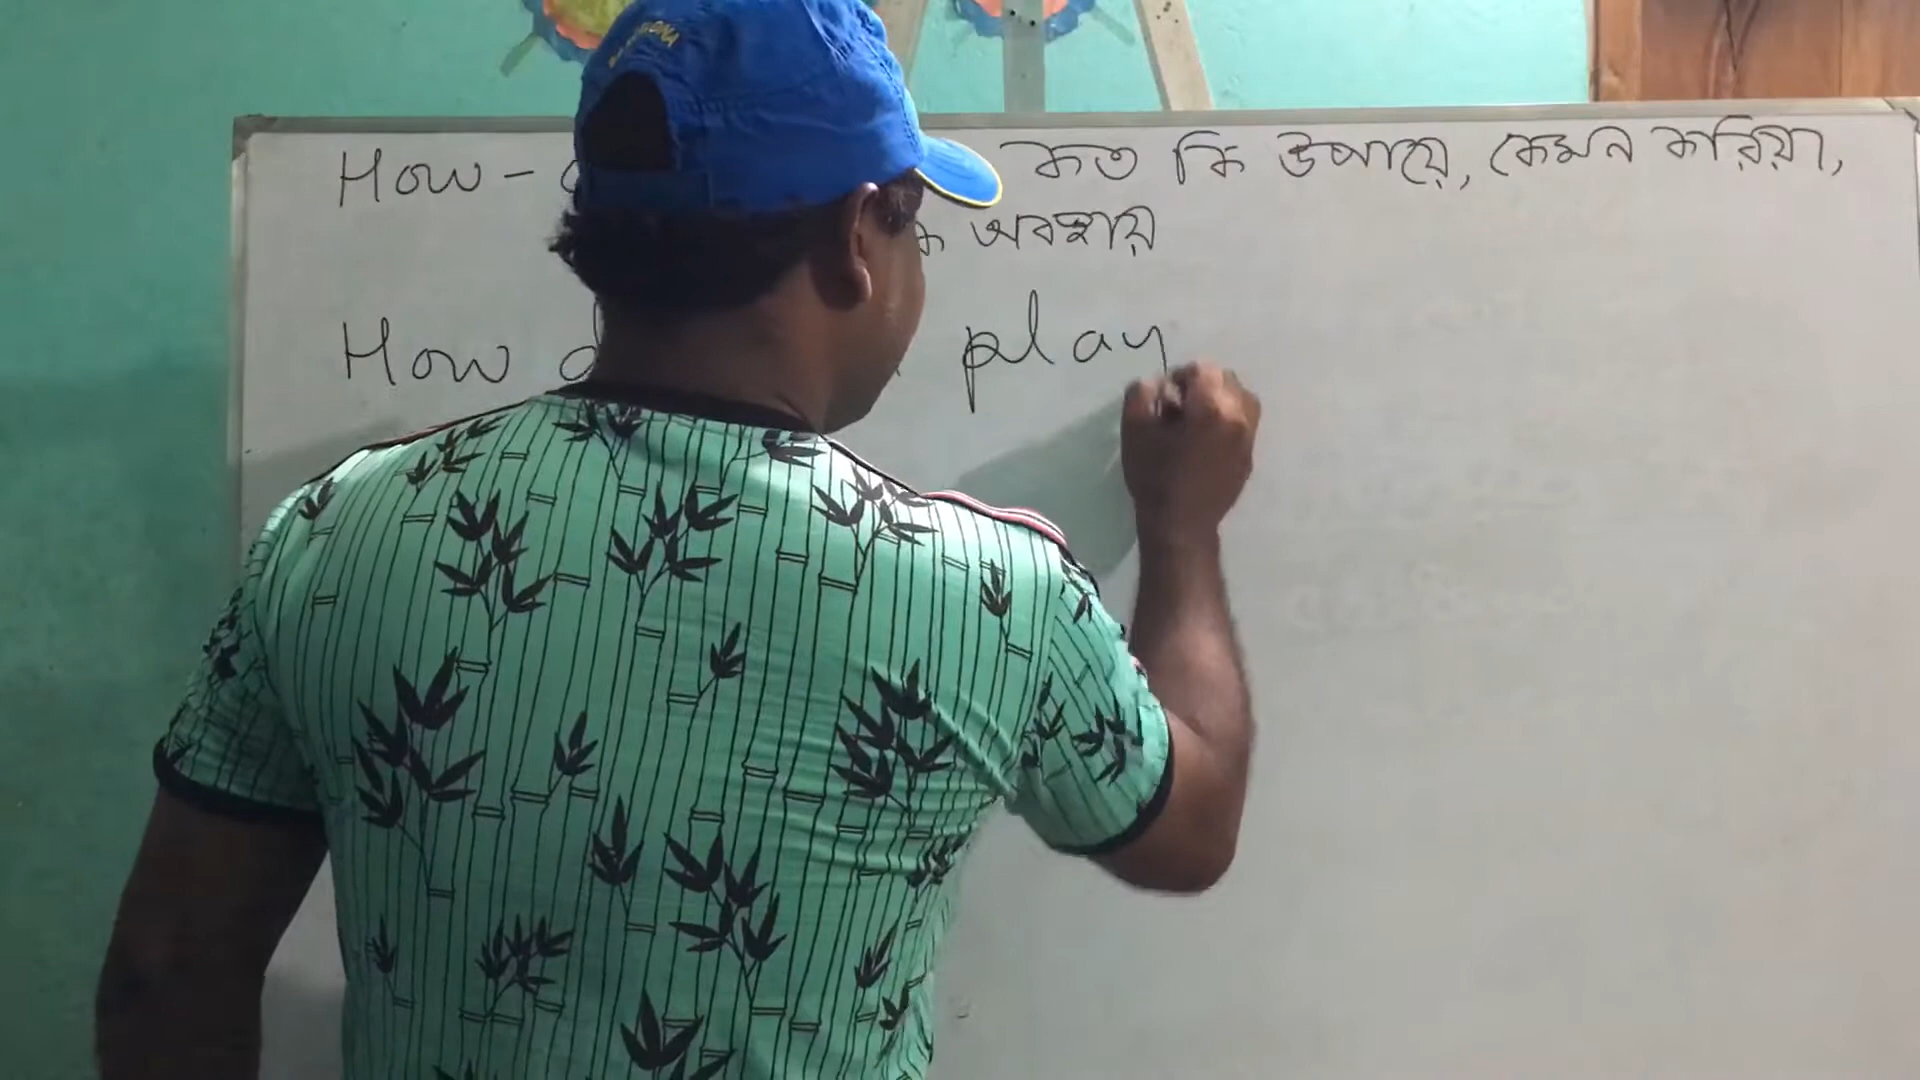 How - কত কি উপায়ে, কেমন করিয়া,
অবস্থায়
How play